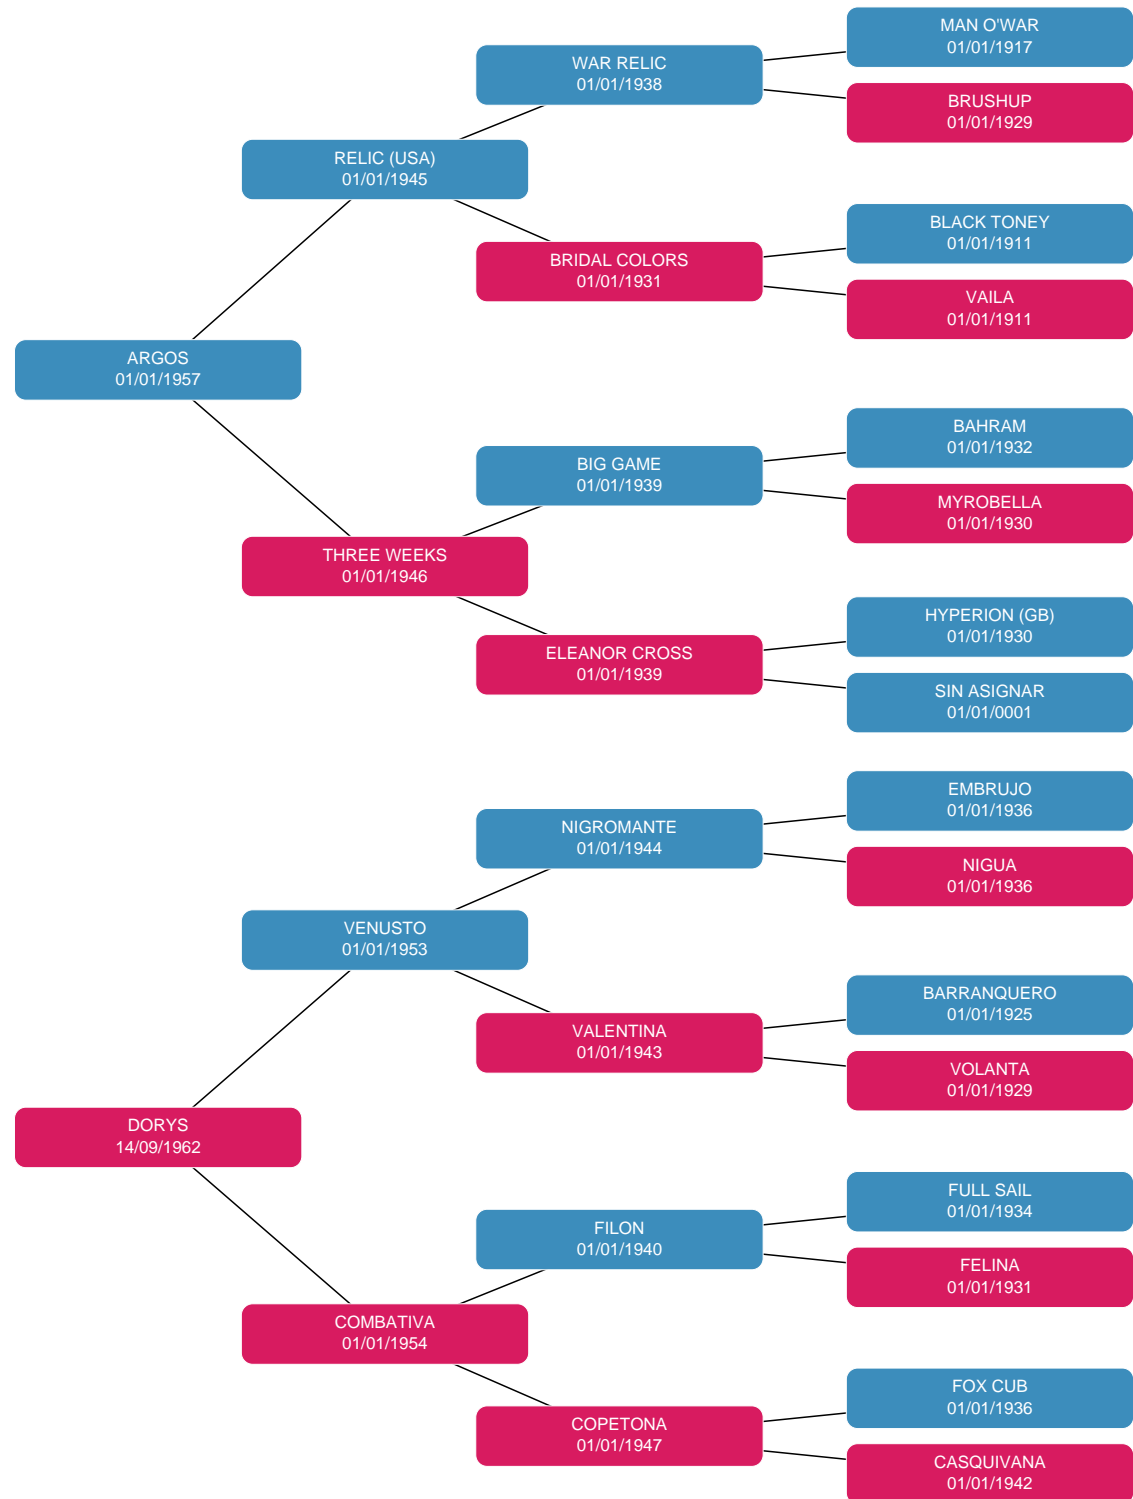 MAN O'WAR
01/01/1917
WAR RELIC
01/01/1938
BRUSHUP
01/01/1929
RELIC (USA)
01/01/1945
BLACK TONEY
01/01/1911
BRIDAL COLORS
01/01/1931
VAILA
01/01/1911
ARGOS
01/01/1957
BAHRAM
01/01/1932
BIG GAME
01/01/1939
MYROBELLA
01/01/1930
THREE WEEKS
01/01/1946
HYPERION (GB)
01/01/1930
ELEANOR CROSS
01/01/1939
SIN ASIGNAR
01/01/0001
EMBRUJO
01/01/1936
NIGROMANTE
01/01/1944
NIGUA
01/01/1936
VENUSTO
01/01/1953
BARRANQUERO
01/01/1925
VALENTINA
01/01/1943
VOLANTA
01/01/1929
DORYS
14/09/1962
FULL SAIL
01/01/1934
FILON
01/01/1940
FELINA
01/01/1931
COMBATIVA
01/01/1954
FOX CUB
01/01/1936
COPETONA
01/01/1947
CASQUIVANA
01/01/1942